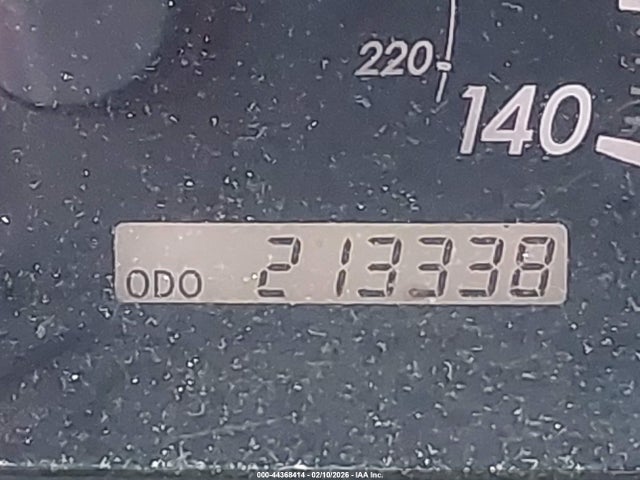 220
140
ODO 213338
000-44368414 - 02/10/2026 - IAA Inc.